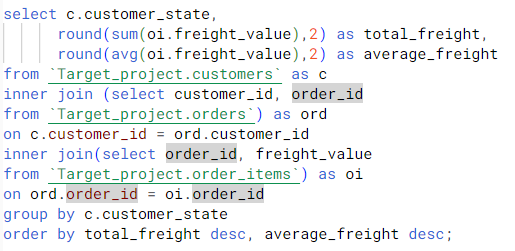 select c.customer_state,
round(sum(oi.freight_value),2) as total_freight,
round(avg(oi.freight_value),2) as average_freight
from `Target_project.customers` as c
inner join (select customer_id, order_id
from `Target_project.orders`) as ord
on c.customer_id = ord.customer_id
inner join(select order_id, freight_value
from `Target_project.order_items`) as oi
on ord.order_id = oi.order_id
group by c.customer_state
order by total_freight desc, average_freight desc;